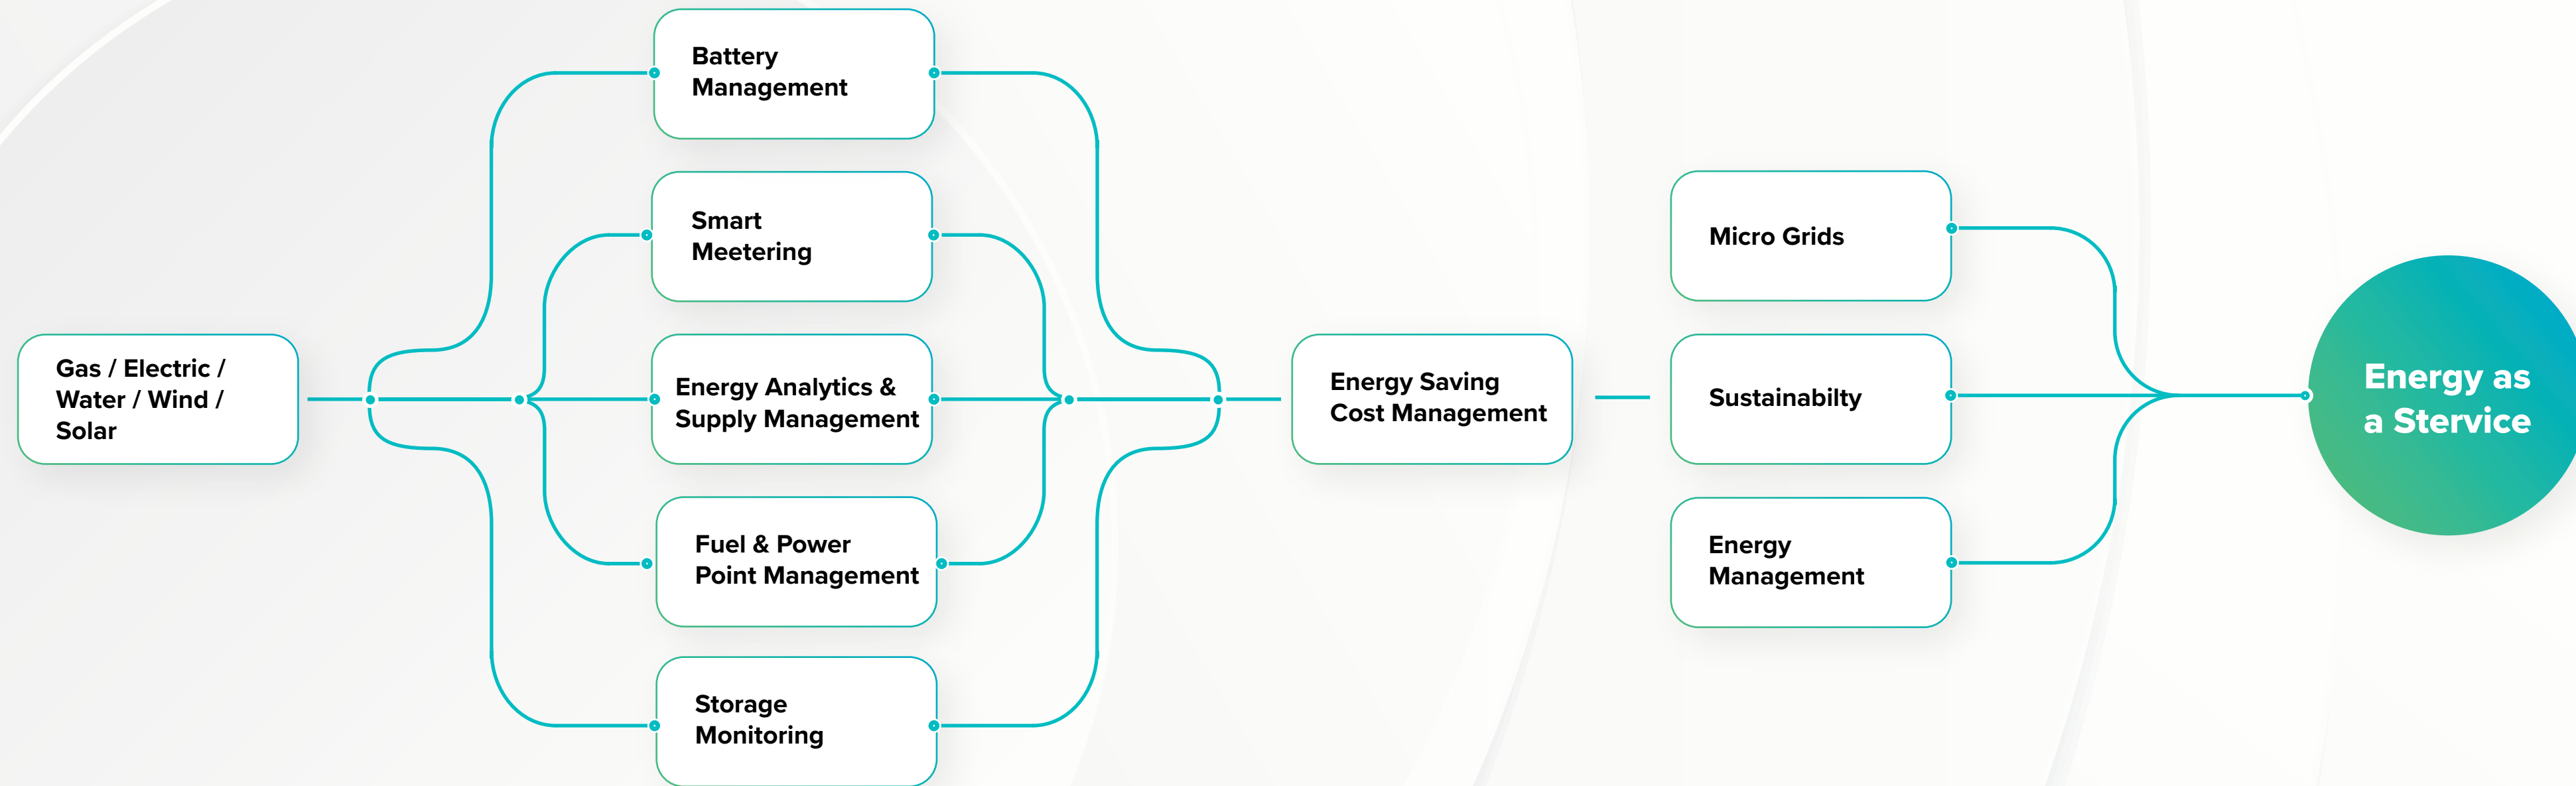 Battery
Management
Smart
Meetering
Gas / Electric /
Water / Wind /
Solar
Energy Analytics &
Supply Management
Fuel & Power
Point Management
Storage
Monitoring
Energy Saving
Cost Management
Micro Grids
Sustainabilty
Energy
Management
Energy as
a Stervice